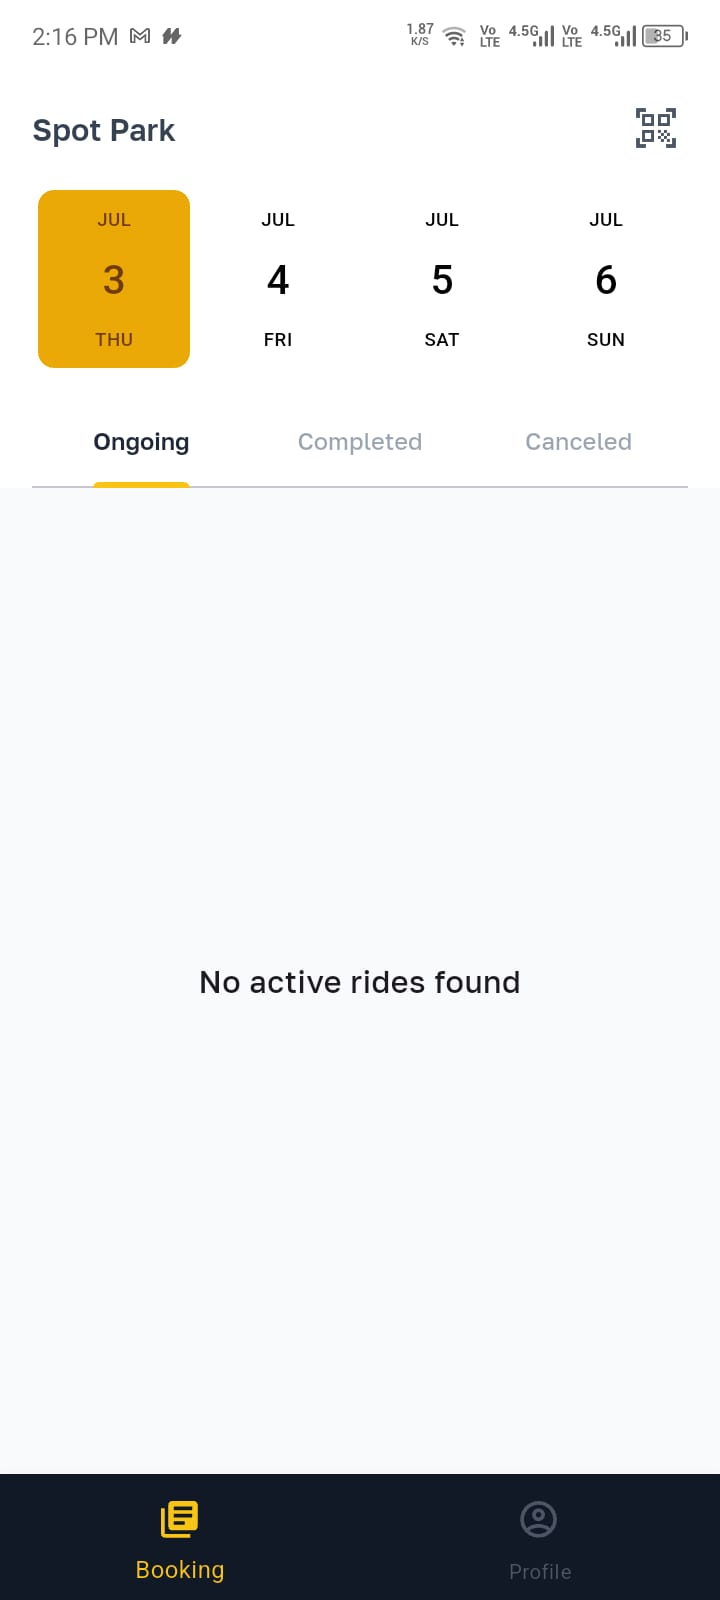 2:16 PM 1.87 K/S Vo LTE 4.5G Vo LTE 4.5G 35
Spot Park
JUL JUL JUL JUL
3 4 5 6
THU FRI SAT SUN
Ongoing Completed Canceled
No active rides found
Booking Profile